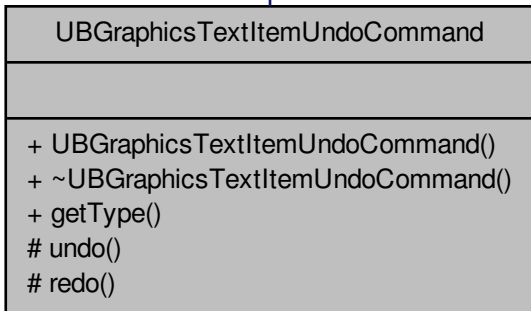 UBGraphicsTextItemUndoCommand
+ UBGraphicsTextItemUndoCommand()
+ ~UBGraphicsTextItemUndoCommand()
+ getType()
# undo()
# redo()